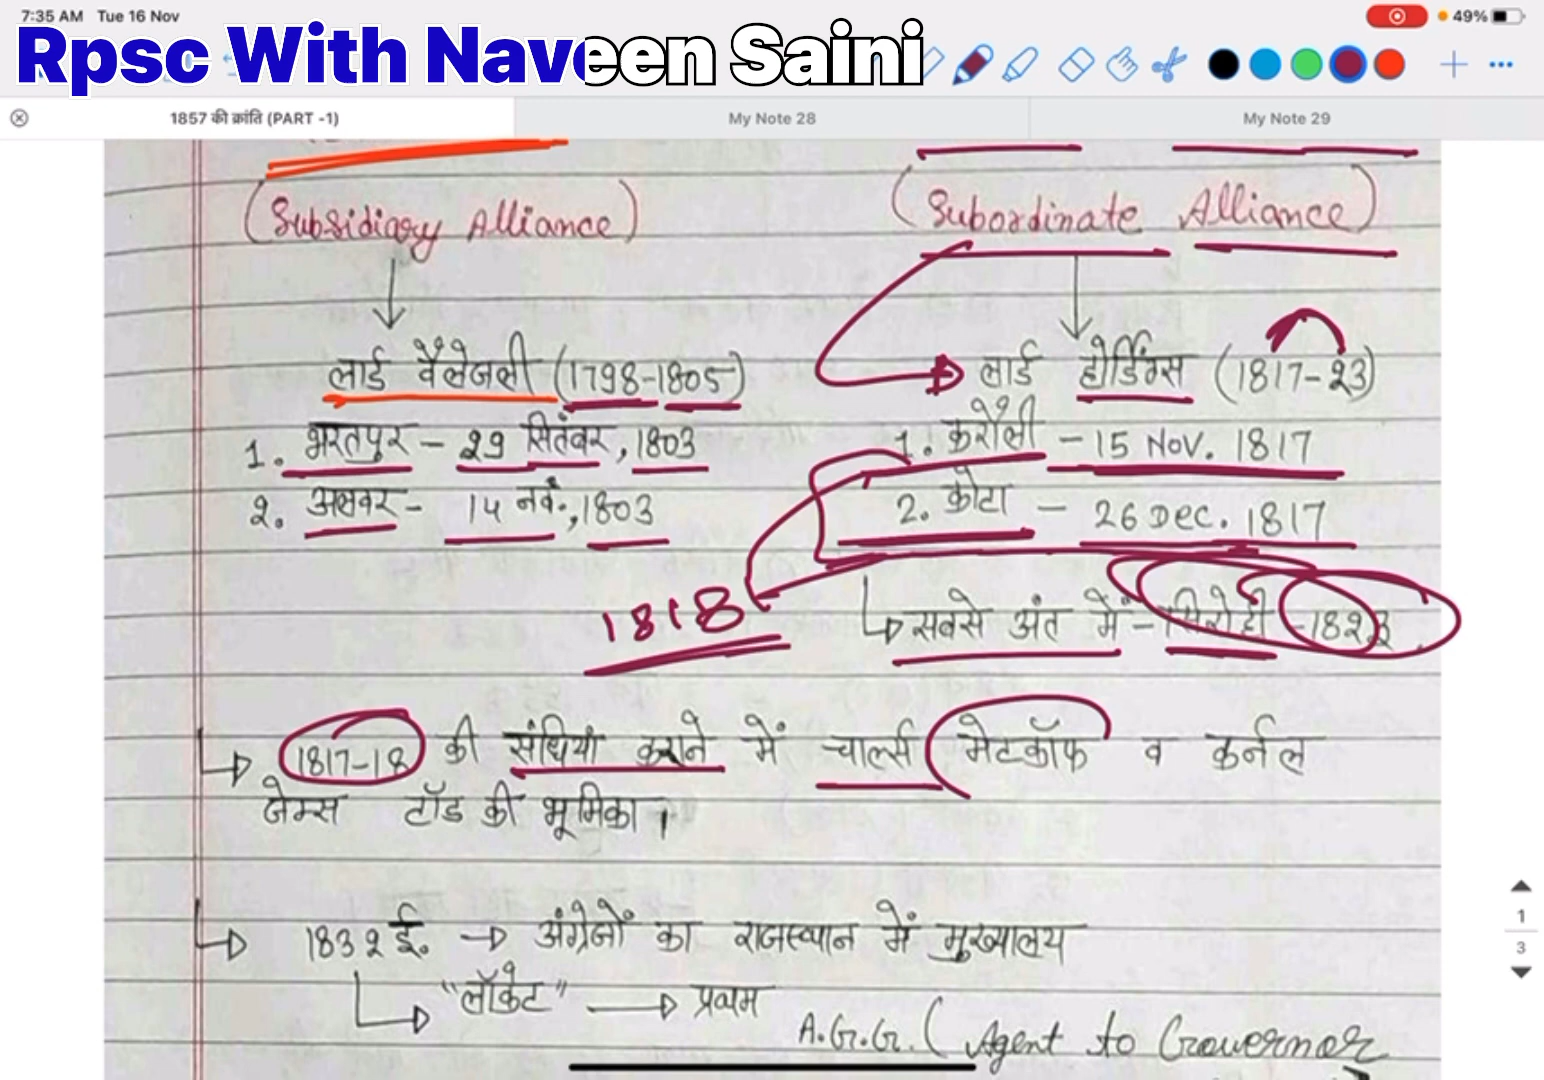 7:35 AM Tue 16 Nov
49%
Rpsc With Naveen Saini
1857 की क्रांति (PART -1)
My Note 28
My Note 29
(Subsidiary Alliance)
(Subordinate Alliance)
लार्ड वैलेजली (1798-1805)
1. भरतपुर - 29 सितंबर, 1803
2. अलवर - 14 नवं., 1803
लार्ड हेर्डिंग्स (1817-23)
1. करौली - 15 Nov. 1817
2. कोटा - 26 Dec. 1817
1818
सबसे अंत में - सिरोही - 1823
1817-18 की संधियां कराने में चार्ल्स मेटकॉफ व कर्नल
जेम्स टॉड की भूमिका।
1832 ई. → अंग्रेजों का राजस्थान में मुख्यालय
"लॉकेट" → प्रथम
A.G.G. (Agent to Governor
1
3